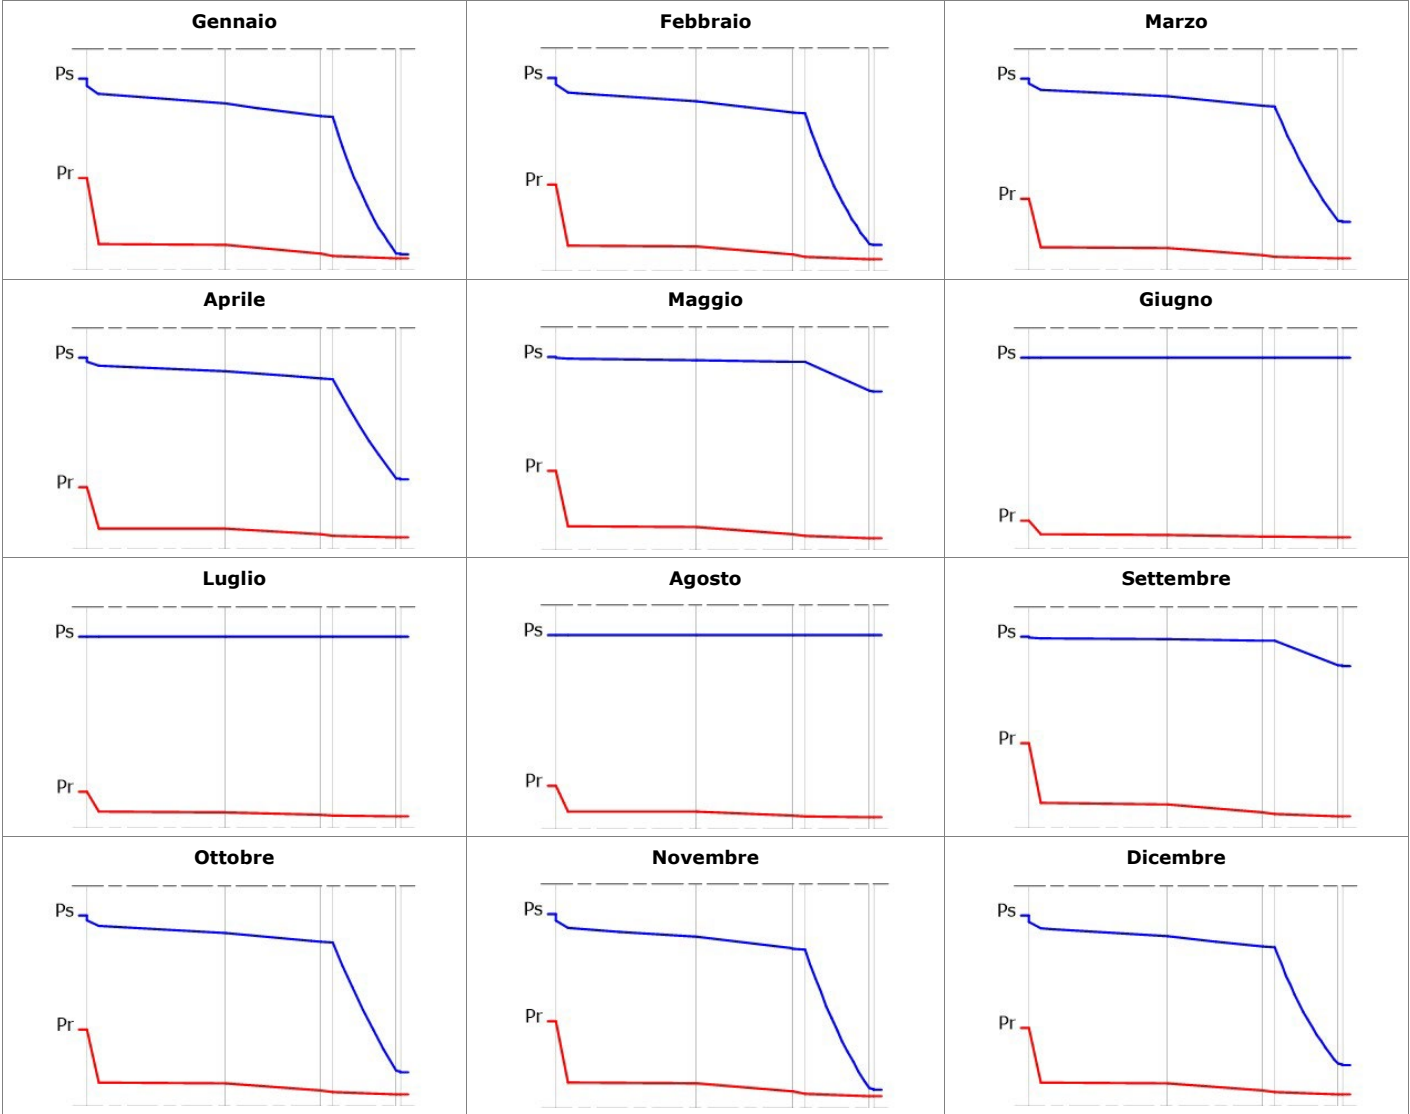 Gennaio
Febbraio
Marzo
Ps
Pr
Ps
Pr
Ps
Pr
Aprile
Maggio
Giugno
Ps
Pr
Ps
Pr
Ps
Pr
Luglio
Agosto
Settembre
Ps
Pr
Ps
Pr
Ps
Pr
Ottobre
Novembre
Dicembre
Ps
Pr
Ps
Pr
Ps
Pr